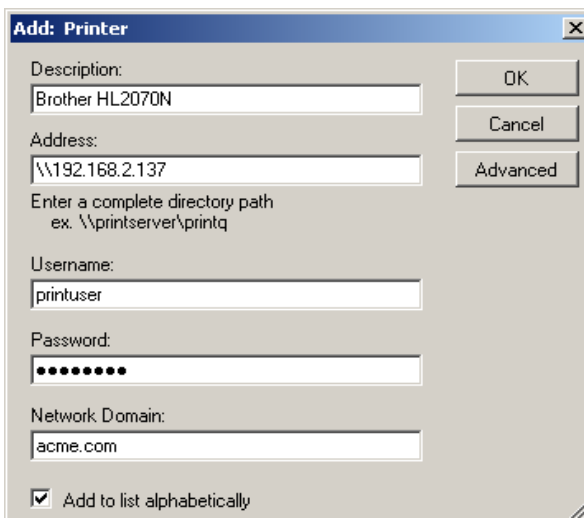 Add: Printer
Description:
Brother HL2070N
OK
Cancel
Address:
\\192.168.2.137
Advanced
Enter a complete directory path
ex. \\printserver\printq
Username:
printuser
Password:
●●●●●●●●
Network Domain:
acme.com
Add to list alphabetically